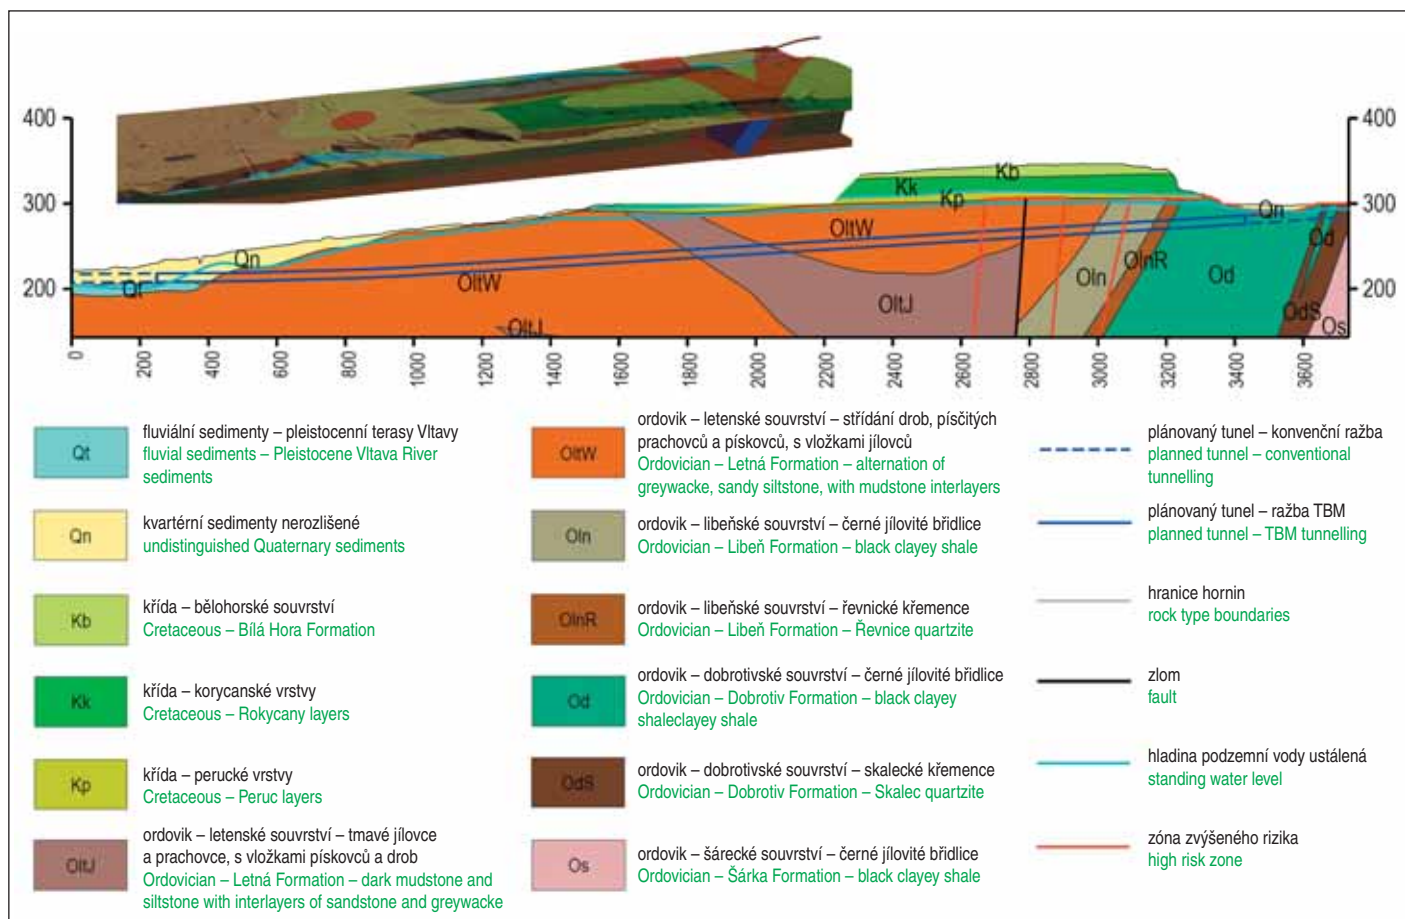 400
300
200
400
300
200
Kb
Kk
Kp
Qn
Qn
OltW
Od
Qt
OltW
Oln
OlnR
Od
OltJ
OdS
OltJ
Os
0
200
400
600
800
1000
1200
1400
1600
1800
2000
2200
2400
2600
2800
3000
3200
3400
3600
Qt
fluviální sedimenty – pleistocenní terasy Vltavy
fluvial sediments – Pleistocene Vltava River
sediments
Qn
kvartérní sedimenty nerozlišené
undistinguished Quaternary sediments
Kb
křída – bělohorské souvrství
Cretaceous – Bílá Hora Formation
Kk
křída – korycanské vrstvy
Cretaceous – Rokycany layers
Kp
křída – perucké vrstvy
Cretaceous – Peruc layers
OltJ
ordovik – letenské souvrství – tmavé jílovce
a prachovce, s vložkami pískovců a drob
Ordovician – Letná Formation – dark mudstone and
siltstone with interlayers of sandstone and greywacke
OltW
ordovik – letenské souvrství – střídání drob, písčitých
prachovců a pískovců, s vložkami jílovců
Ordovician – Letná Formation – alternation of
greywacke, sandy siltstone, with mudstone interlayers
Oln
ordovik – libeňské souvrství – černé jílovité břidlice
Ordovician – Libeň Formation – black clayey shale
OlnR
ordovik – libeňské souvrství – řevnické křemence
Ordovician – Libeň Formation – Řevnice quartzite
Od
ordovik – dobrotivské souvrství – černé jílovité břidlice
Ordovician – Dobrotiv Formation – black clayey
shaleclayey shale
OdS
ordovik – dobrotivské souvrství – skalecké křemence
Ordovician – Dobrotiv Formation – Skalec quartzite
Os
ordovik – šárecké souvrství – černé jílovité břidlice
Ordovician – Šárka Formation – black clayey shale
plánovaný tunel – konvenční ražba
planned tunnel – conventional
tunnelling
plánovaný tunel – ražba TBM
planned tunnel – TBM tunnelling
hranice hornin
rock type boundaries
zlom
fault
hladina podzemní vody ustálená
standing water level
zóna zvýšeného rizika
high risk zone